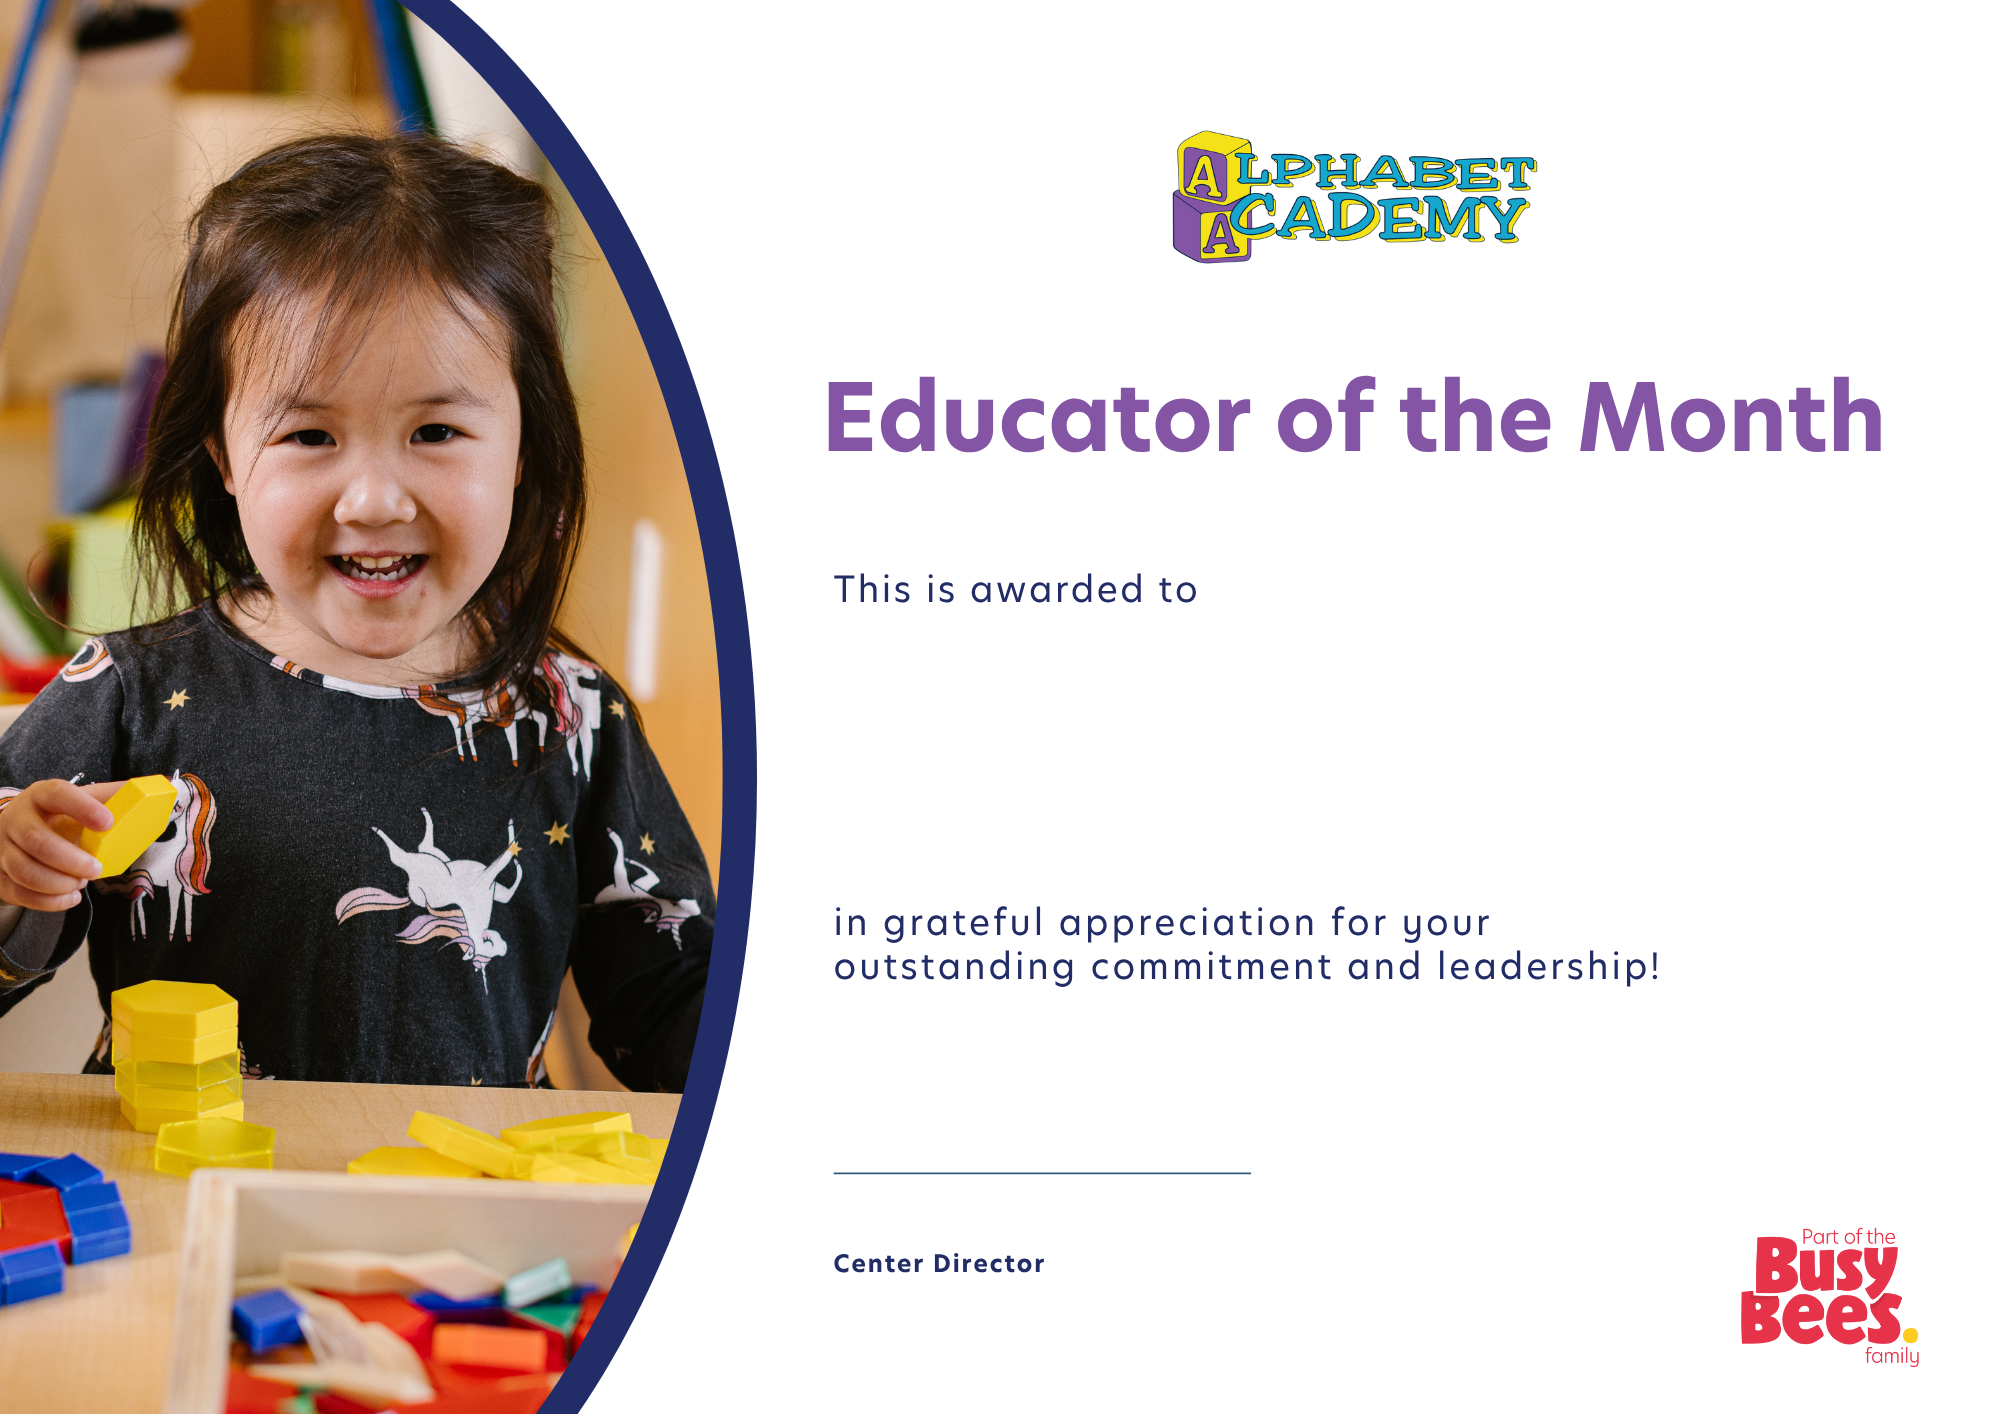 ALPHABET
ACADEMY
Educator of the Month
This is awarded to
in grateful appreciation for your
outstanding commitment and leadership!
Center Director
Part of the
Busy
Bees.
family